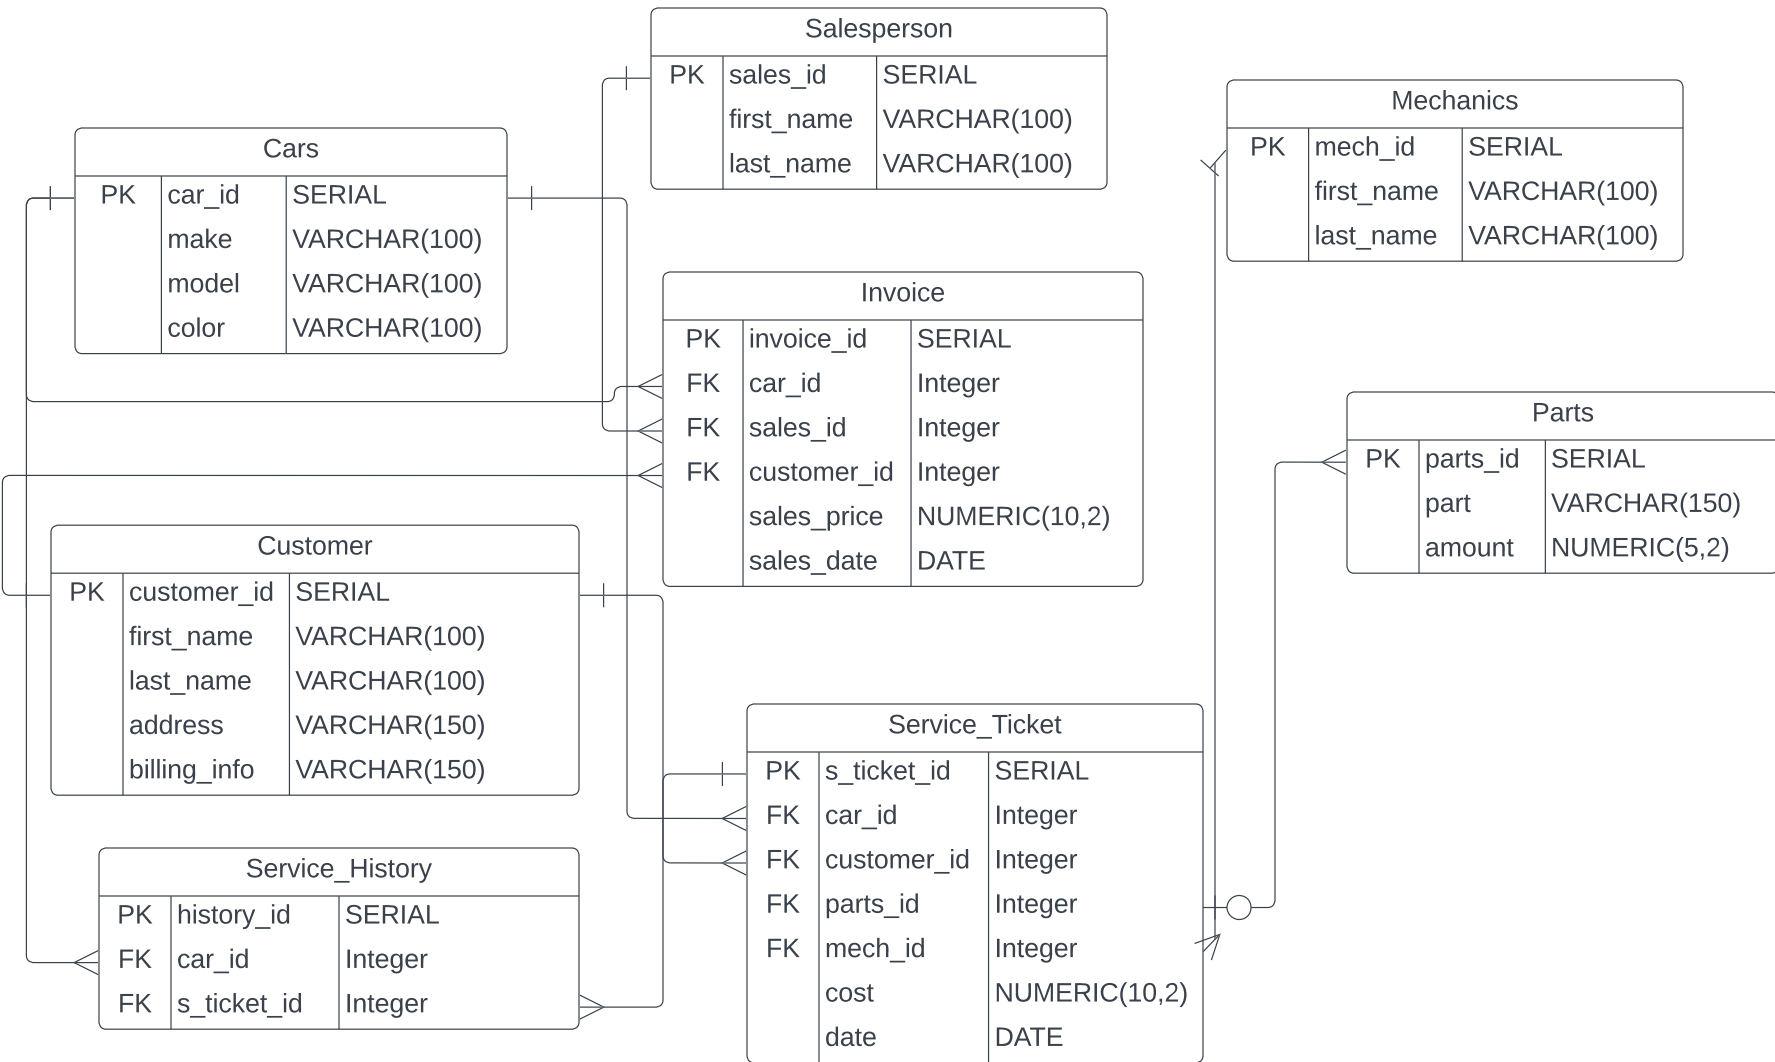 Salesperson
PK sales_id SERIAL
first_name VARCHAR(100)
last_name VARCHAR(100)
Mechanics
PK mech_id SERIAL
first_name VARCHAR(100)
last_name VARCHAR(100)
Cars
PK car_id SERIAL
make VARCHAR(100)
model VARCHAR(100)
color VARCHAR(100)
Invoice
PK invoice_id SERIAL
FK car_id Integer
FK sales_id Integer
FK customer_id Integer
sales_price NUMERIC(10,2)
sales_date DATE
Parts
PK parts_id SERIAL
part VARCHAR(150)
amount NUMERIC(5,2)
Customer
PK customer_id SERIAL
first_name VARCHAR(100)
last_name VARCHAR(100)
address VARCHAR(150)
billing_info VARCHAR(150)
Service_Ticket
PK s_ticket_id SERIAL
FK car_id Integer
FK customer_id Integer
FK parts_id Integer
FK mech_id Integer
cost NUMERIC(10,2)
date DATE
Service_History
PK history_id SERIAL
FK car_id Integer
FK s_ticket_id Integer